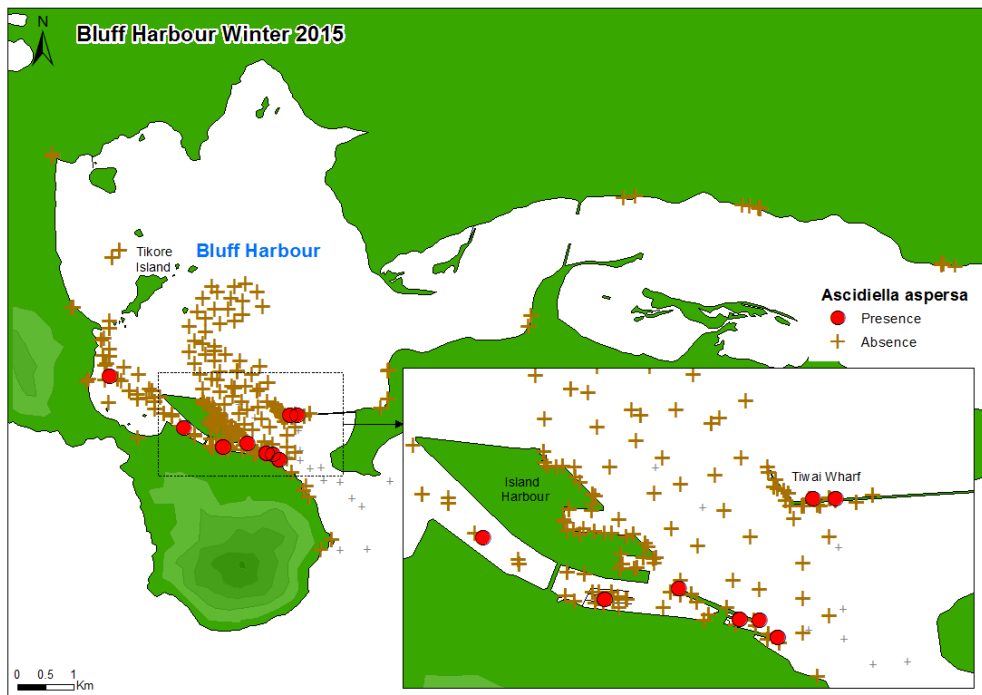 N
Bluff Harbour Winter 2015
Tikore
Island
Bluff Harbour
Ascidiella aspersa
Presence
Absence
Island
Harbour
Tiwai Wharf
0 0.5 1
Km